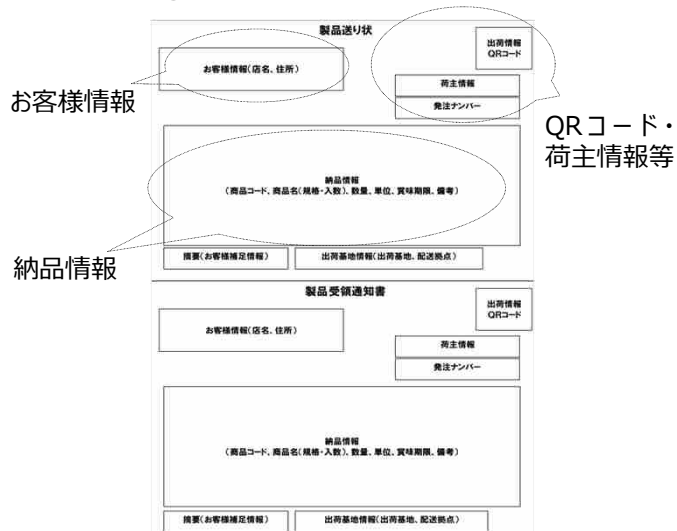 製品送り状
出荷情報
QRコード
お客様情報(店名、住所)
荷主情報
発注ナンバー
お客様情報
QRコード・
荷主情報等
納品情報
(商品コード、商品名(規格・入数)、数量、単位、賞味期限、備考)
納品情報
摘要(お客様補足情報)
出荷基地情報(出荷基地、配送拠点)
製品受領通知書
出荷情報
QRコード
お客様情報(店名、住所)
荷主情報
発注ナンバー
納品情報
(商品コード、商品名(規格・入数)、数量、単位、賞味期限、備考)
摘要(お客様補足情報)
出荷基地情報(出荷基地、配送拠点)